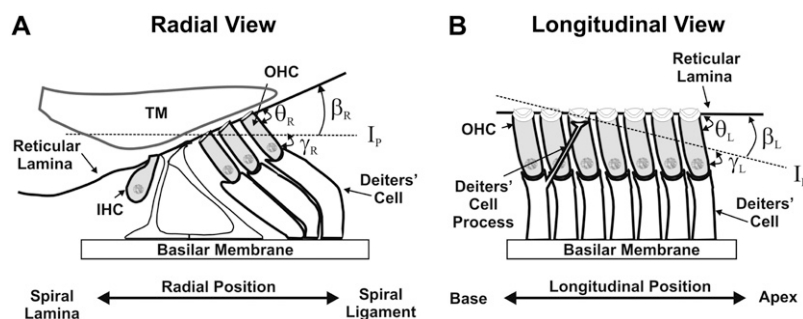 A
Radial View
OHC
TM
θR
βR
IP
γR
Reticular
Lamina
IHC
Deiters'
Cell
Basilar Membrane
Radial Position
Spiral
Lamina
Spiral
Ligament
B
Longitudinal View
Reticular
Lamina
OHC
θL
βL
γL
Deiters'
Cell
Process
Deiters'
Cell
Basilar Membrane
Longitudinal Position
Base
Apex